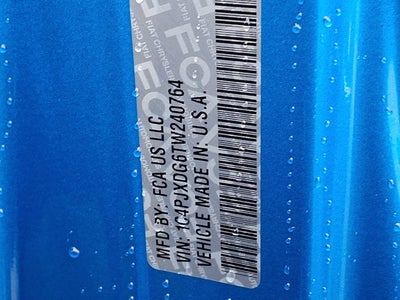 MFD BY: FCA US LLC
VIN: 1C4PJXDG6TW240764
VEHICLE MADE IN: U.S.A.